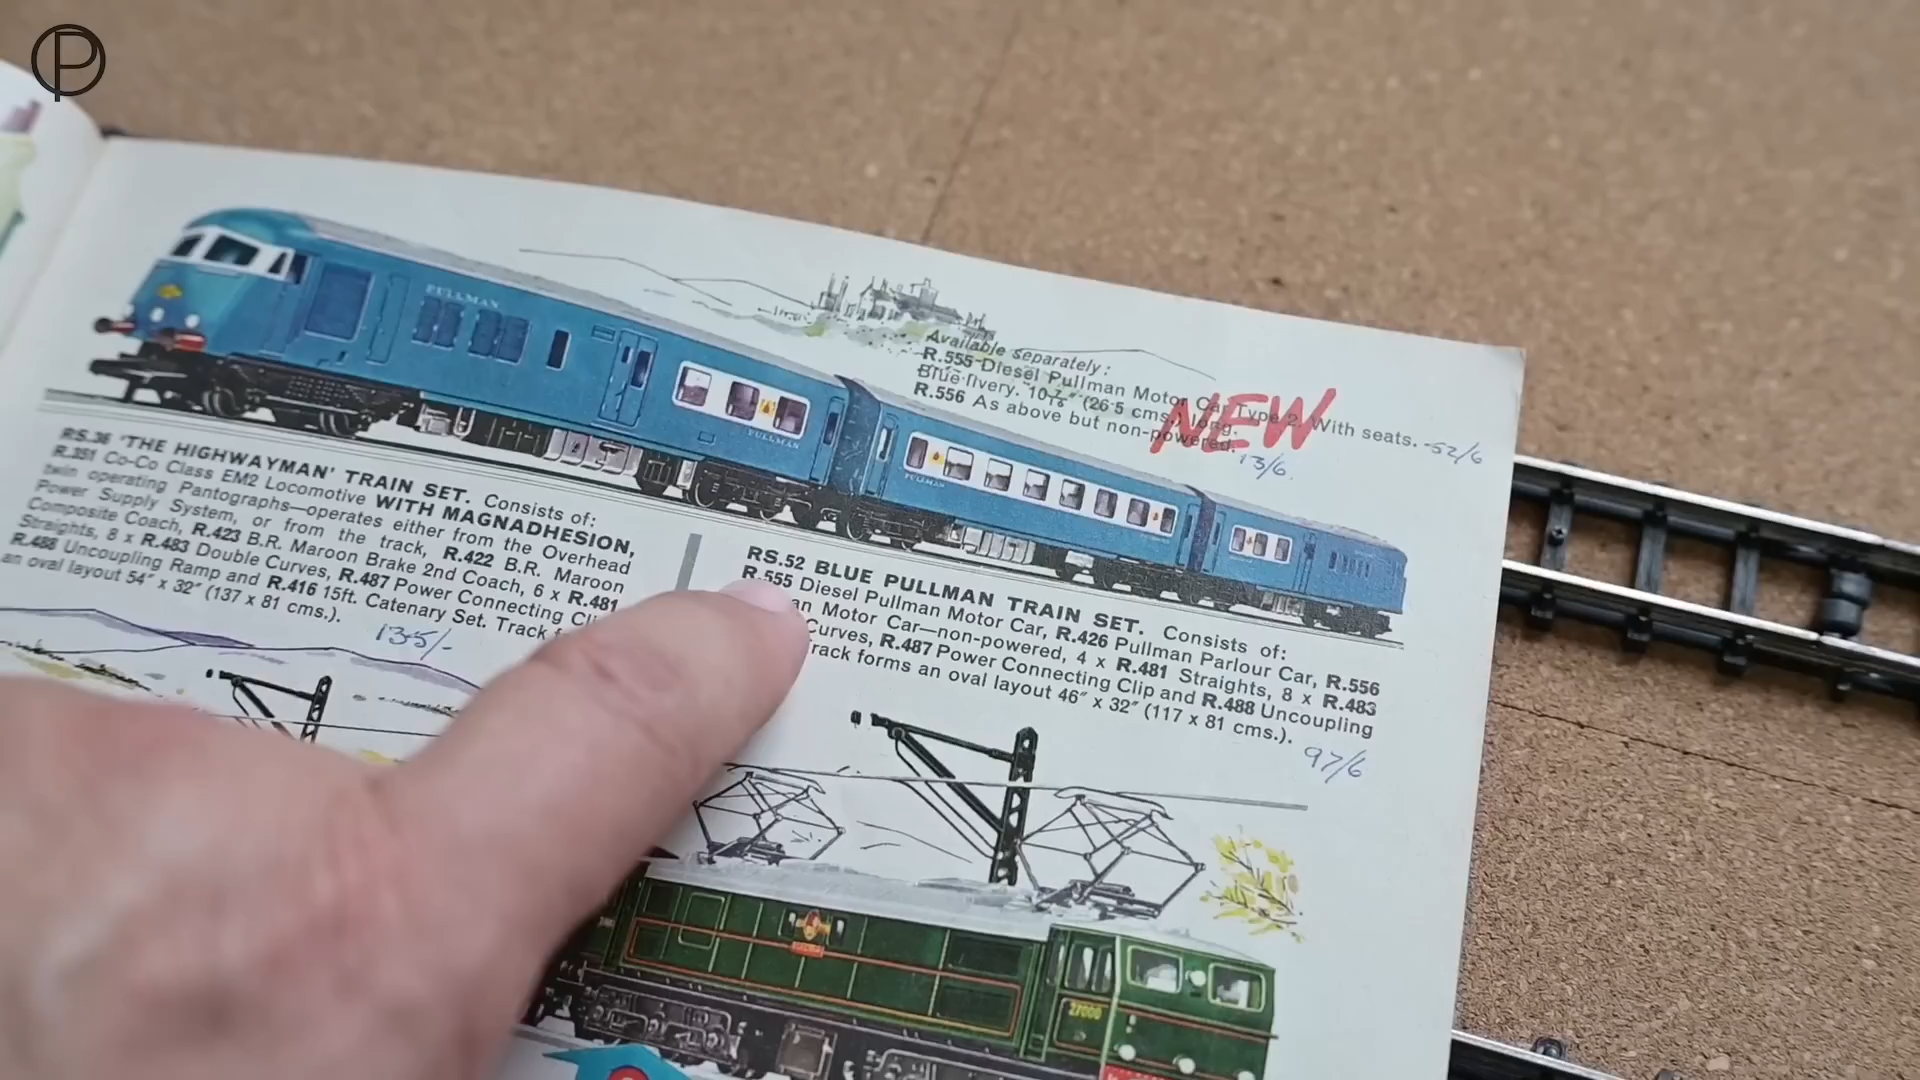 PULLMAN
PULLMAN
PULLMAN
Available separately:
R.555 Diesel Pullman Motor Car Type 2. With seats. 52/6
Blue livery. 10 7/16" (26·5 cms.) long.
R.556 As above but non-powered. 13/6.
NEW
RS.36 'THE HIGHWAYMAN' TRAIN SET. Consists of:
R.351 Co-Co Class EM2 Locomotive WITH MAGNADHESION,
twin operating Pantographs—operates either from the Overhead
Power Supply System, or from the track, R.422 B.R. Maroon
Composite Coach, R.423 B.R. Maroon Brake 2nd Coach, 6 x R.481
Straights, 8 x R.483 Double Curves, R.487 Power Connecting
R.488 Uncoupling Ramp and R.416 15ft. Catenary Set. Track
an oval layout 54" x 32" (137 x 81 cms.).
135/-
RS.52 BLUE PULLMAN TRAIN SET. Consists of:
R.555 Diesel Pullman Motor Car, R.426 Pullman Parlour Car, R.556
Motor Car—non-powered, 4 x R.481 Straights, 8 x R.483
Curves, R.487 Power Connecting Clip and R.488 Uncoupling
Track forms an oval layout 46" x 32" (117 x 81 cms.).
97/6
27000